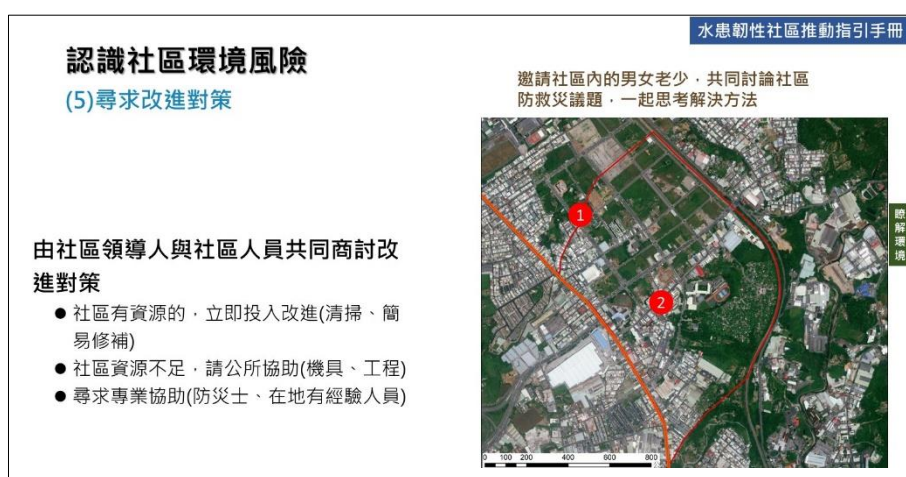 水患韌性社區推動指引手冊
認識社區環境風險
(5)尋求改進對策
邀請社區內的男女老少，共同討論社區
防救災議題，一起思考解決方法
由社區領導人與社區人員共同商討改
進對策
● 社區有資源的，立即投入改進(清掃、簡
易修補)
● 社區資源不足，請公所協助(機具、工程)
● 尋求專業協助(防災士、在地有經驗人員)
1
2
瞭解環境
0 100 200 400 600 800